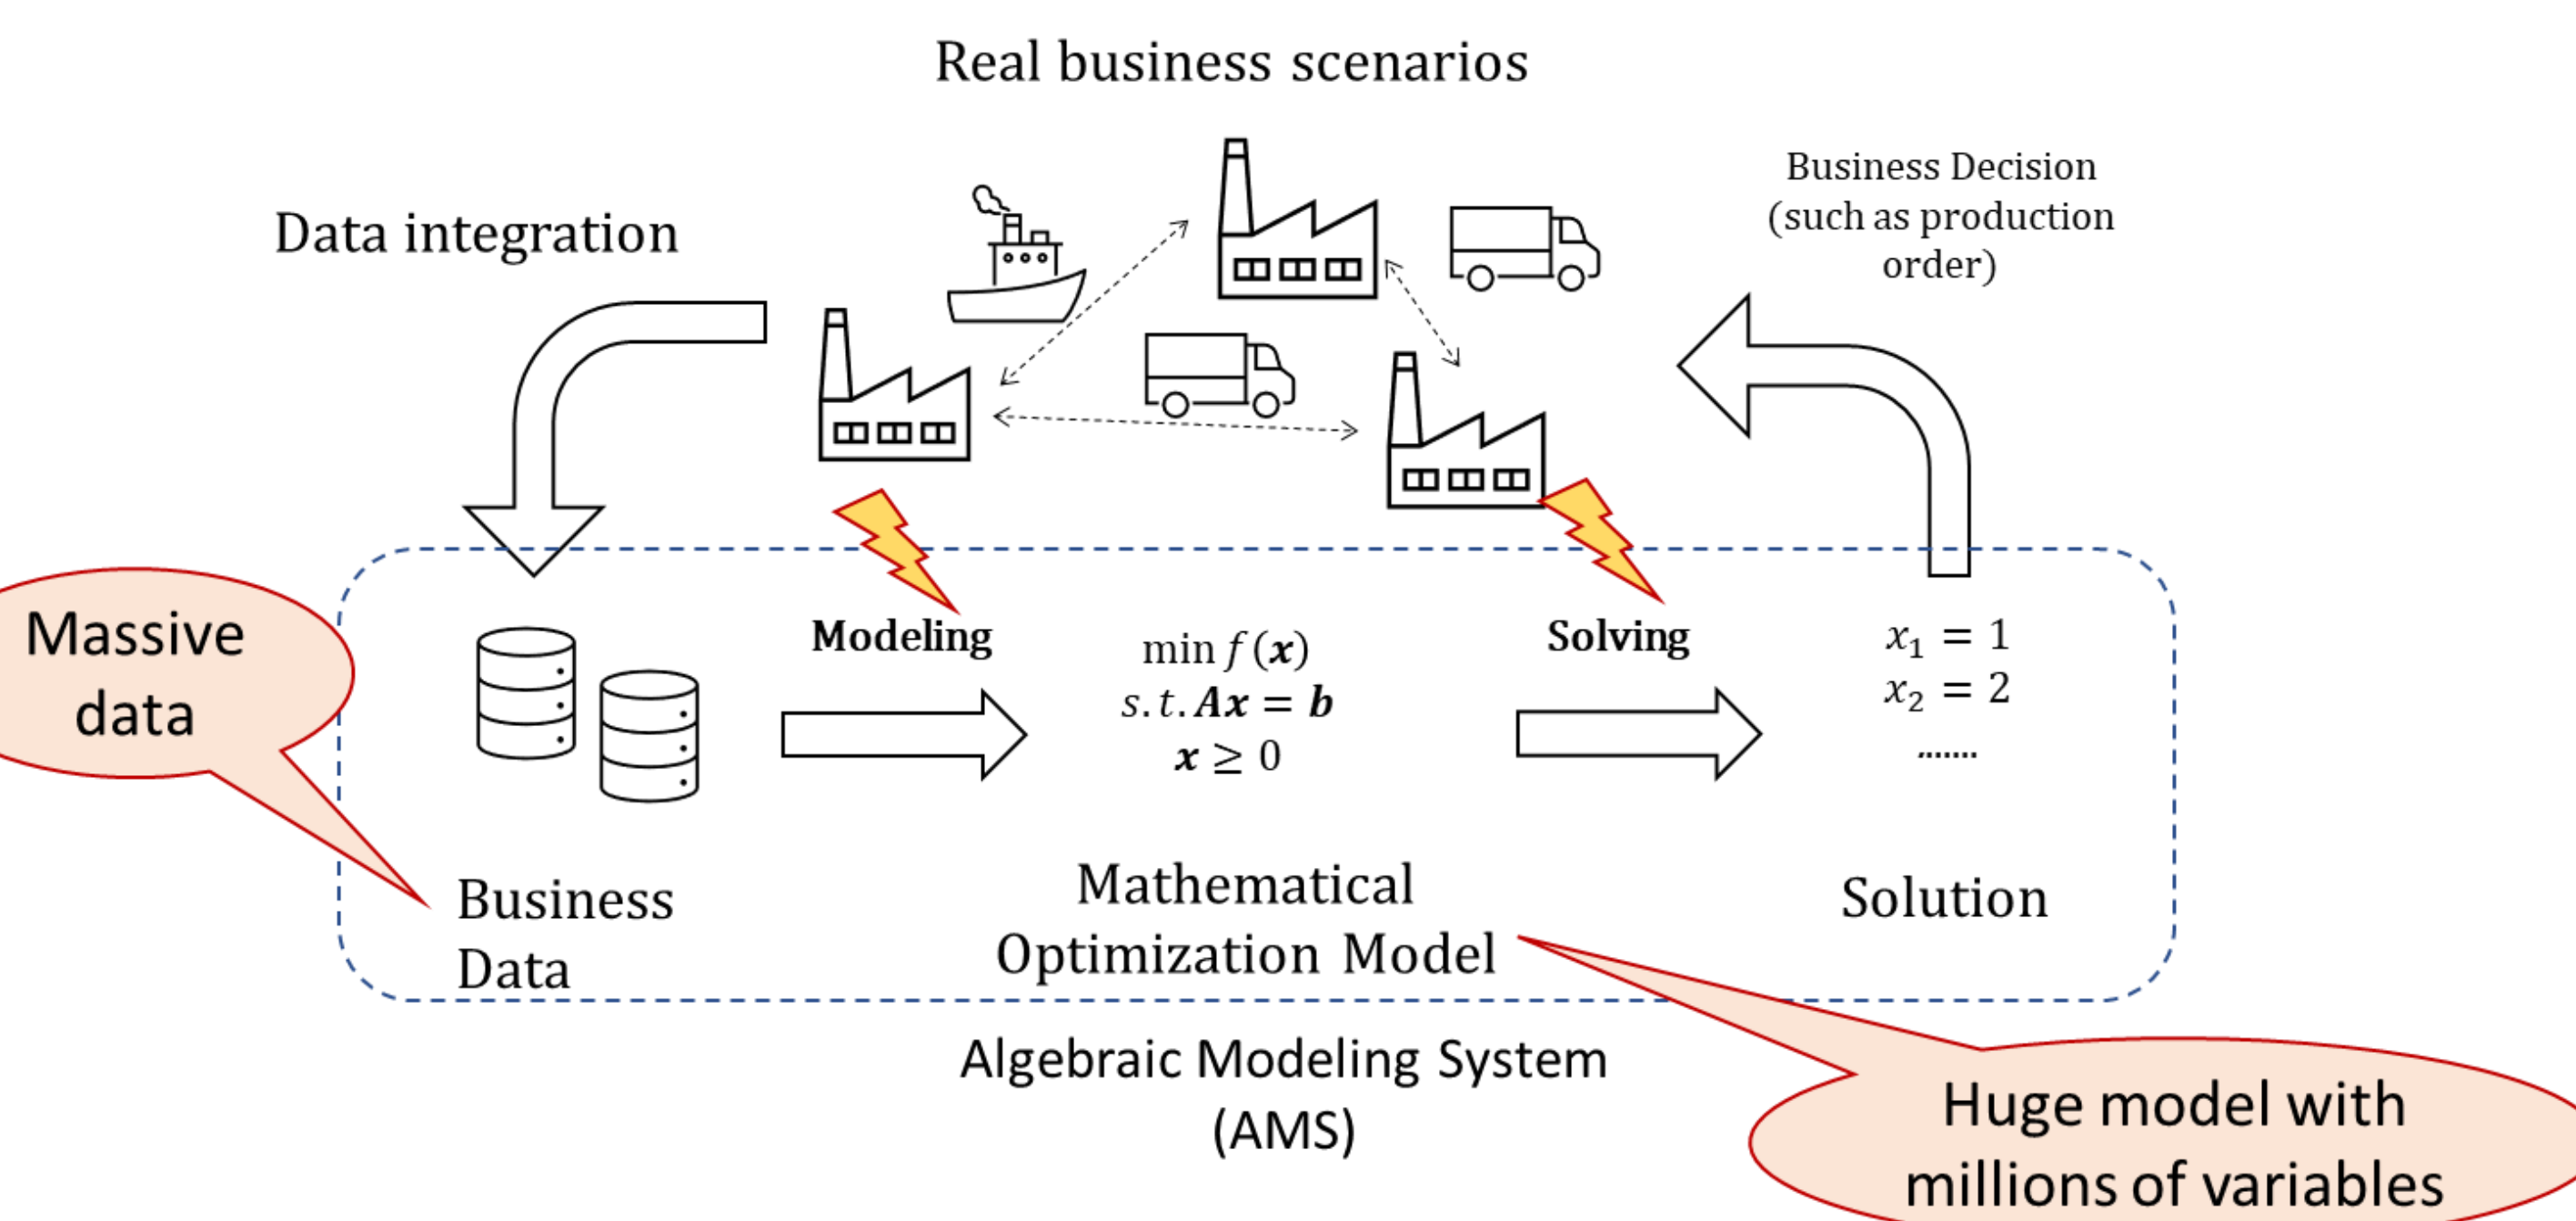 Real business scenarios
Data integration
Business Decision
(such as production
order)
Massive
data
Modeling
min f(x)
s.t. Ax = b
x ≥ 0
Solving
x₁ = 1
x₂ = 2
.......
Business
Data
Mathematical
Optimization Model
Solution
Algebraic Modeling System
(AMS)
Huge model with
millions of variables